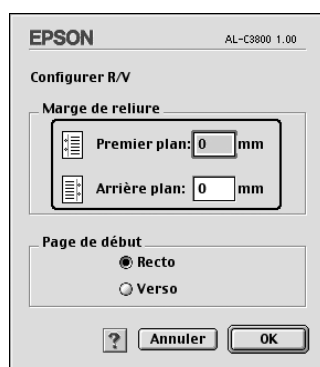 EPSON AL-C3800 1.00
Configurer R/V
Marge de reliure
Premier plan: 0 mm
Arrière plan: 0 mm
Page de début
Recto
Verso
? Annuler OK